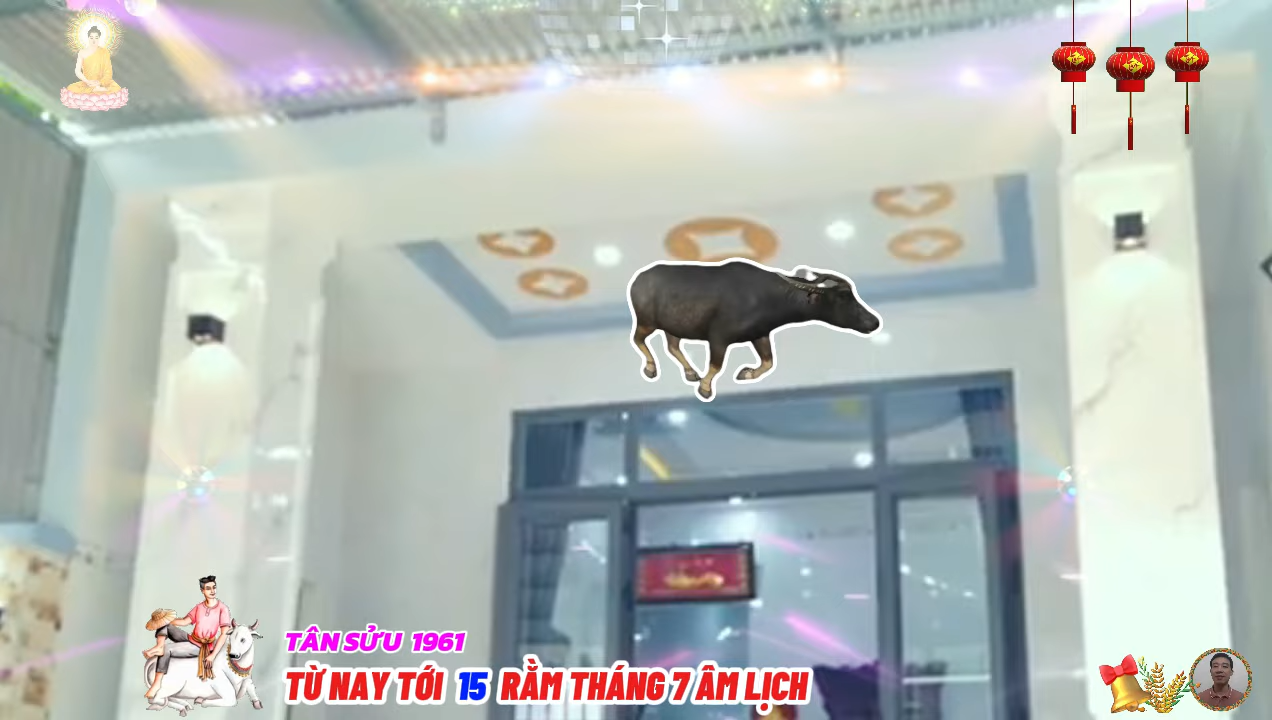 TÂN SỬU 1961
TỪ NAY TỚI 15 RẰM THÁNG 7 ÂM LỊCH